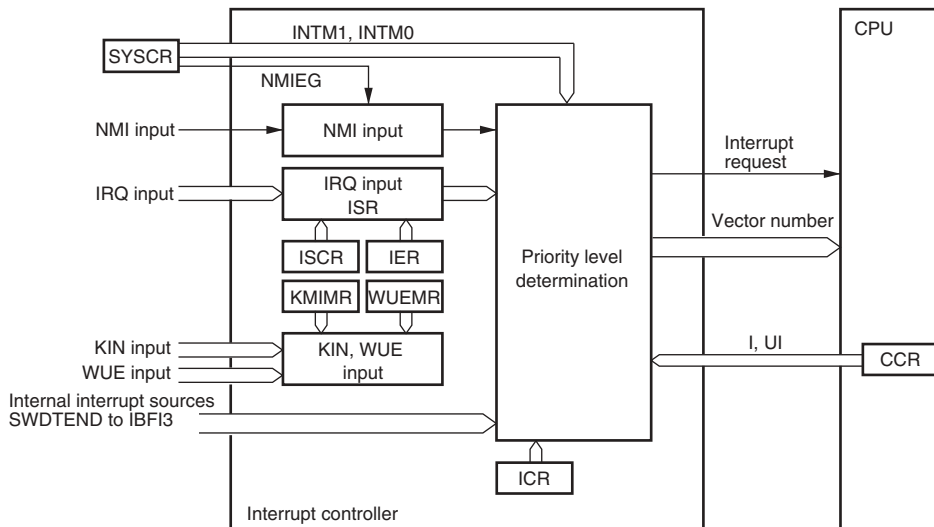 INTM1, INTM0
CPU
SYSCR
NMIEG
NMI input
NMI input
Interrupt
request
IRQ input
IRQ input
ISR
Vector number
ISCR
IER
Priority level
determination
KMIMR
WUEMR
KIN input
KIN, WUE
input
WUE input
I, UI
CCR
Internal interrupt sources
SWDTEND to IBFI3
ICR
Interrupt controller